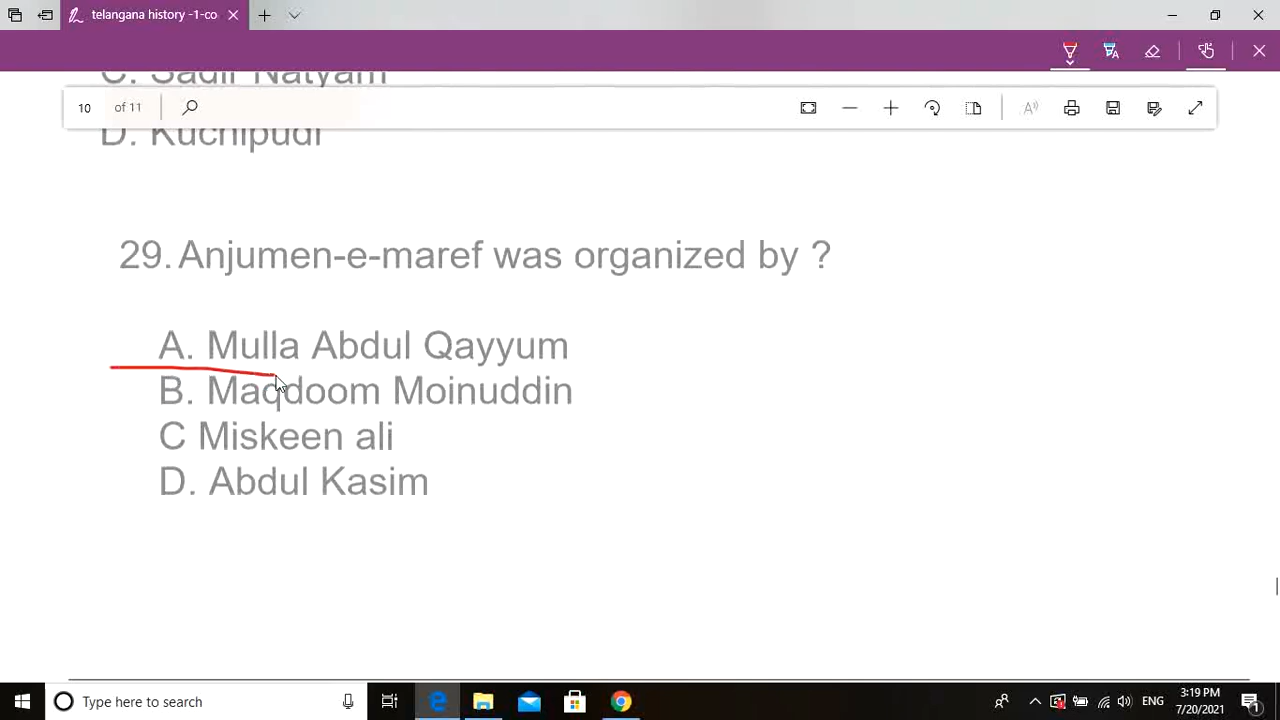 telangana history -1-co
C. Sadir Natyam
10 of 11
D. Kuchipudi
29. Anjumen-e-maref was organized by ?
A. Mulla Abdul Qayyum
B. Maqdoom Moinuddin
C Miskeen ali
D. Abdul Kasim
Type here to search
ENG
3:19 PM
7/20/2021
1